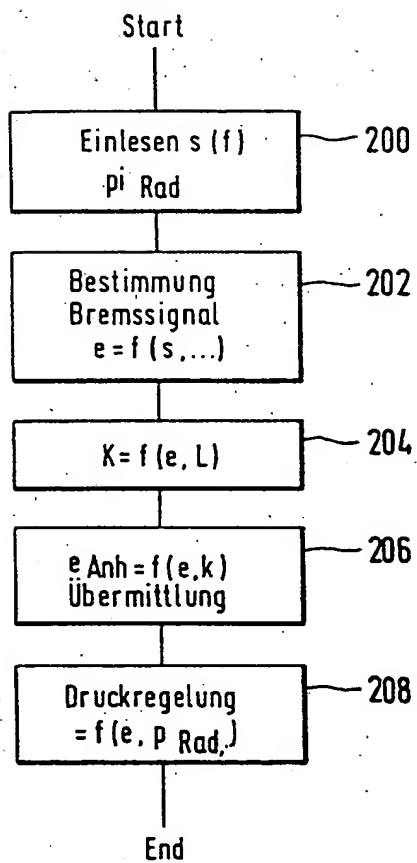 Start
Einlesen s (f)
pi Rad
200
Bestimmung
Bremssignal
e = f (s,...)
202
K = f (e, L)
204
e Anh = f (e,k)
Übermittlung
206
Druckregelung
= f (e, p Rad,.)
208
End